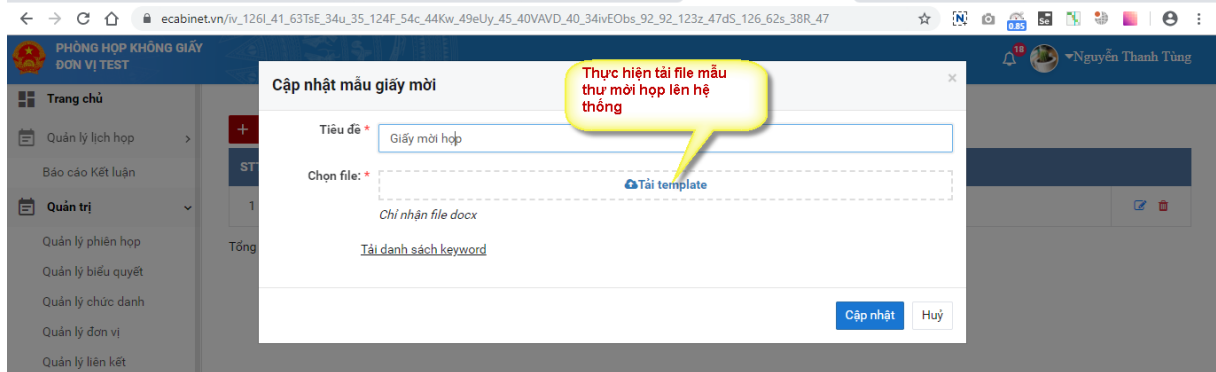 ecabinet.vn/iv_126I_41_63TsE_34u_35_124F_54c_44Kw_49eUy_45_40VAVD_40_34ivEObs_92_92_123z_47dS_126_62s_38R_47
0.85
Se
PHÒNG HỌP KHÔNG GIẤY
ĐƠN VỊ TEST
18
Nguyễn Thanh Tùng
Trang chủ
Quản lý lịch họp
Báo cáo Kết luận
Quản trị
Quản lý phiên họp
Quản lý biểu quyết
Quản lý chức danh
Quản lý đơn vị
Quản lý liên kết
+
STT
1
Tổng
Cập nhật mẫu giấy mời
×
Thực hiện tải file mẫu
thư mời họp lên hệ
thống
Tiêu đề *
Giấy mời họp
Chọn file: *
Tải template
Chỉ nhận file docx
Tải danh sách keyword
Cập nhật
Huỷ